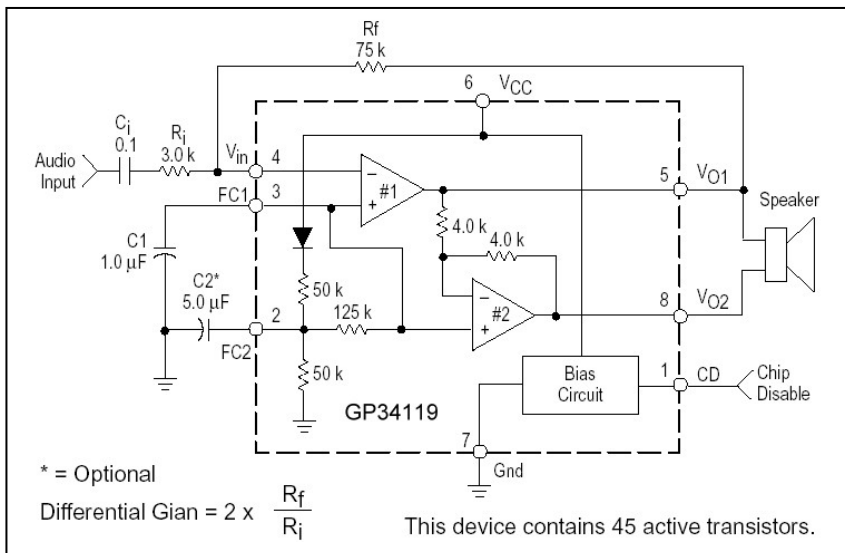 Rf
75 k
6 VCC
Ci
0.1
Ri
3.0 k
Audio
Input
Vin
4
−
#1
+
5
VO1
FC1
3
Speaker
4.0 k
4.0 k
C1
1.0 µF
C2*
5.0 µF
50 k
2
125 k
−
#2
+
8
VO2
FC2
50 k
Bias
Circuit
1
CD
Chip
Disable
GP34119
7
Gnd
* = Optional
Differential Gian = 2 x Rf
Ri
This device contains 45 active transistors.